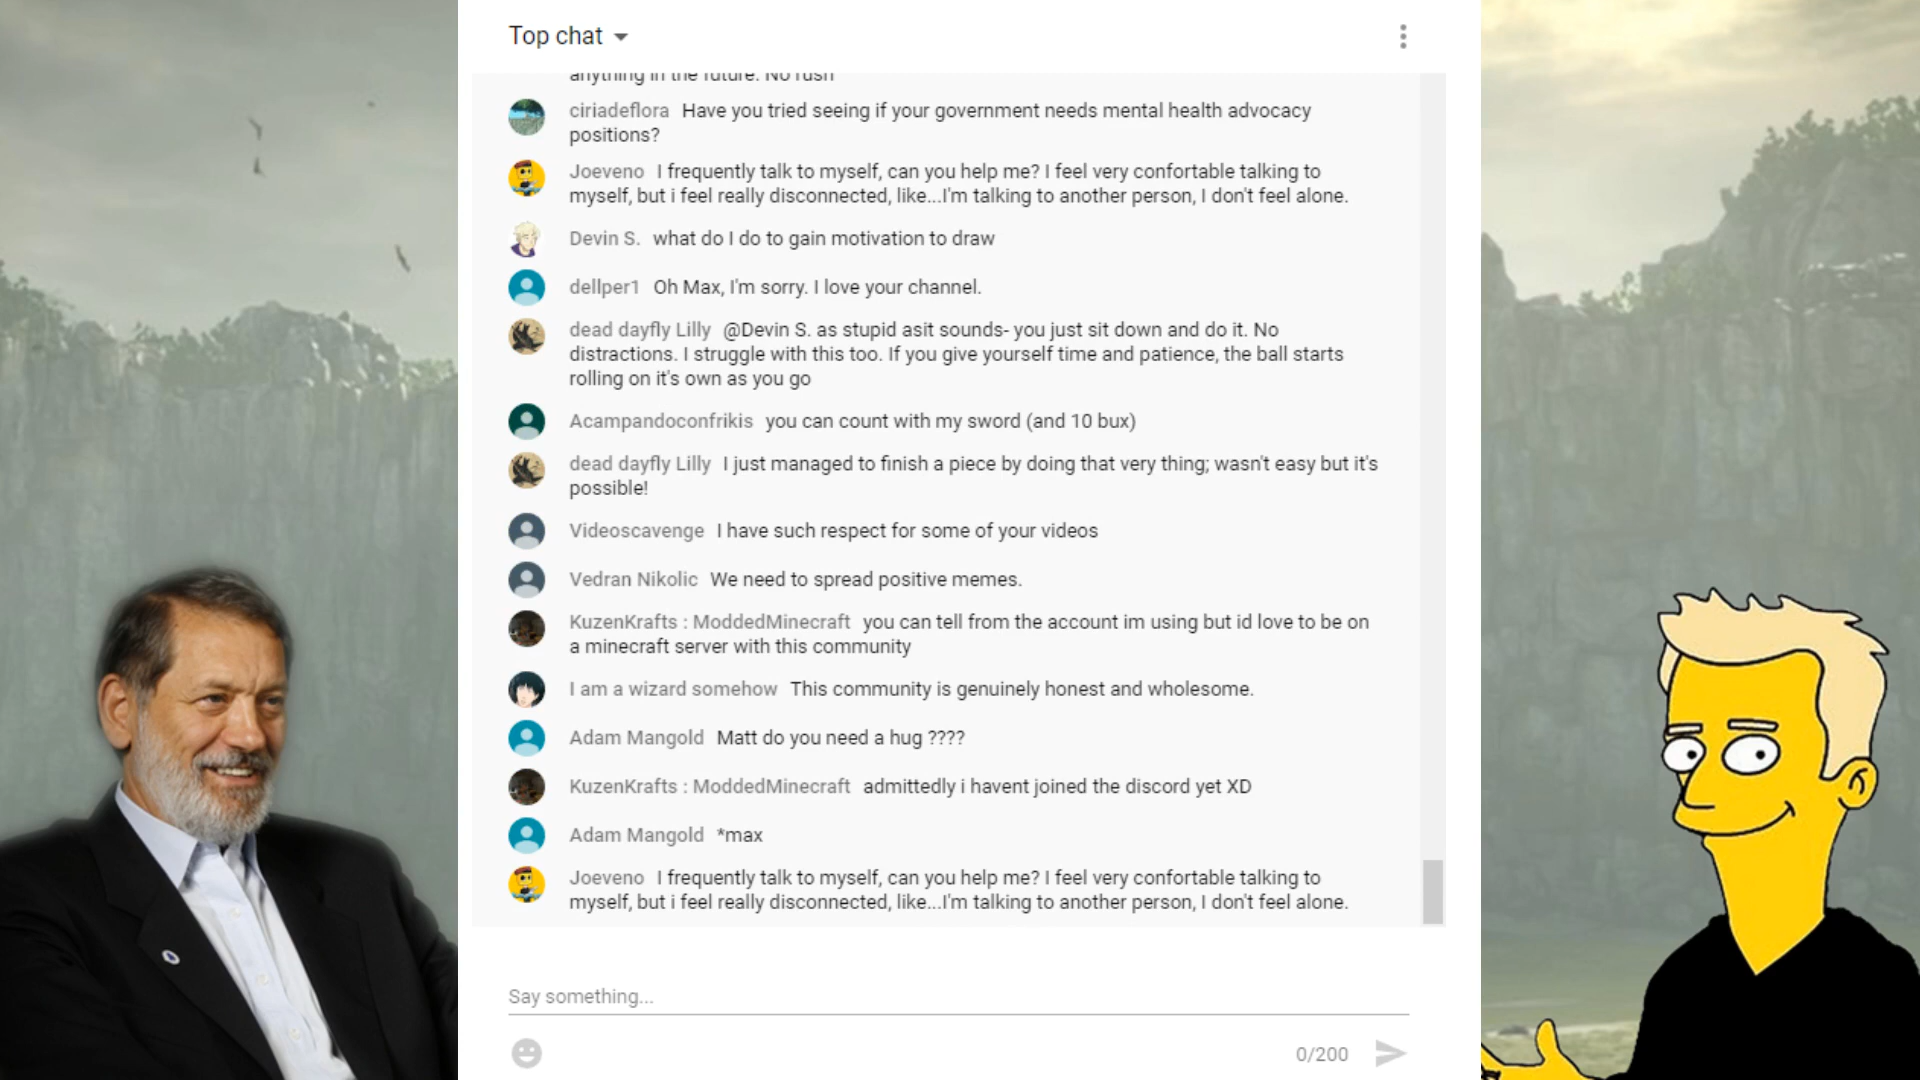 Top chat
anything in the future. No rush
ciriadeflora Have you tried seeing if your government needs mental health advocacy
positions?
Joeveno I frequently talk to myself, can you help me? I feel very comfortable talking to
myself, but i feel really disconnected, like...I'm talking to another person, I don't feel alone.
Devin S. what do I do to gain motivation to draw
dellper1 Oh Max, I'm sorry. I love your channel.
dead dayfly Lilly @Devin S. as stupid asit sounds- you just sit down and do it. No
distractions. I struggle with this too. If you give yourself time and patience, the ball starts
rolling on it's own as you go
Acampandoconfrikis you can count with my sword (and 10 bux)
dead dayfly Lilly I just managed to finish a piece by doing that very thing; wasn't easy but it's
possible!
Videoscavenge I have such respect for some of your videos
Vedran Nikolic We need to spread positive memes.
KuzenKrafts : ModdedMinecraft you can tell from the account im using but id love to be on
a minecraft server with this community
I am a wizard somehow This community is genuinely honest and wholesome.
Adam Mangold Matt do you need a hug ????
KuzenKrafts : ModdedMinecraft admittedly i havent joined the discord yet XD
Adam Mangold *max
Joeveno I frequently talk to myself, can you help me? I feel very comfortable talking to
myself, but i feel really disconnected, like...I'm talking to another person, I don't feel alone.
Say something...
0/200